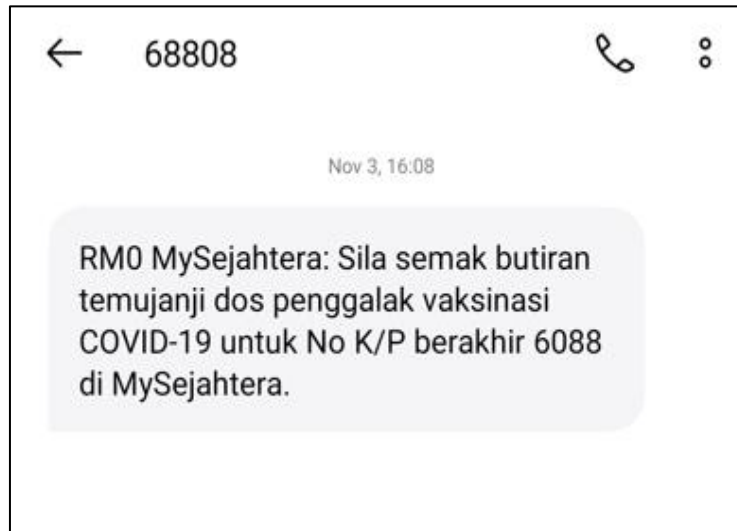 68808
Nov 3, 16:08
RM0 MySejahtera: Sila semak butiran
temujanji dos penggalak vaksinasi
COVID-19 untuk No K/P berakhir 6088
di MySejahtera.